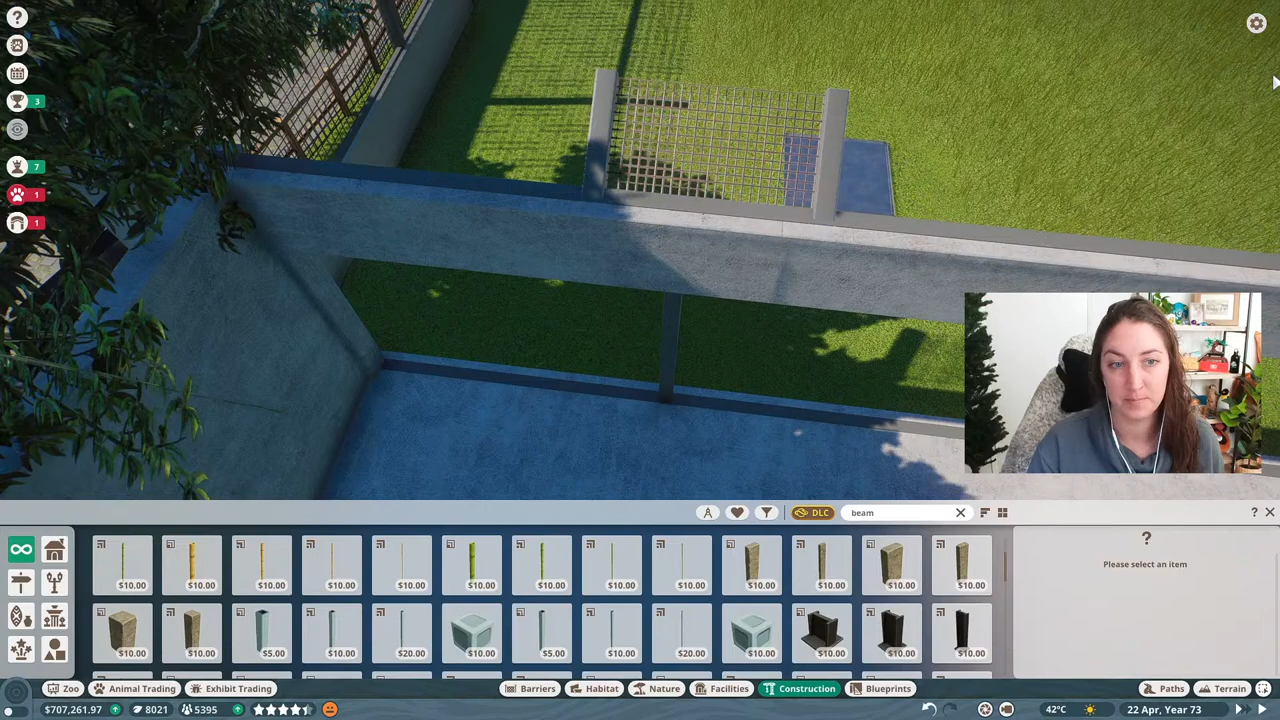 ?
3
7
1
1
DLC
beam
?
?
Please select an item
$10.00 $10.00 $10.00 $10.00 $10.00 $10.00 $10.00 $10.00 $10.00 $10.00 $10.00 $10.00 $10.00
$10.00 $10.00 $5.00 $10.00 $20.00 $10.00 $5.00 $10.00 $20.00 $10.00 $10.00 $10.00 $10.00
Zoo Animal Trading Exhibit Trading Barriers Habitat Nature Facilities Construction Blueprints Paths Terrain
$707,261.97 8021 5395 42°C 22 Apr, Year 73